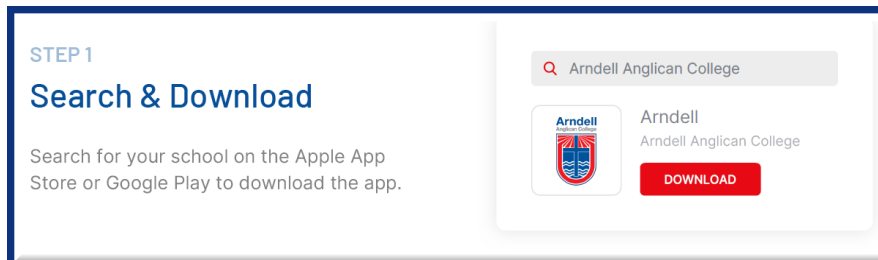 STEP 1
Search & Download
Search for your school on the Apple App
Store or Google Play to download the app.
Arndell Anglican College
Arndell
Anglican College
Arndell
Arndell Anglican College
DOWNLOAD